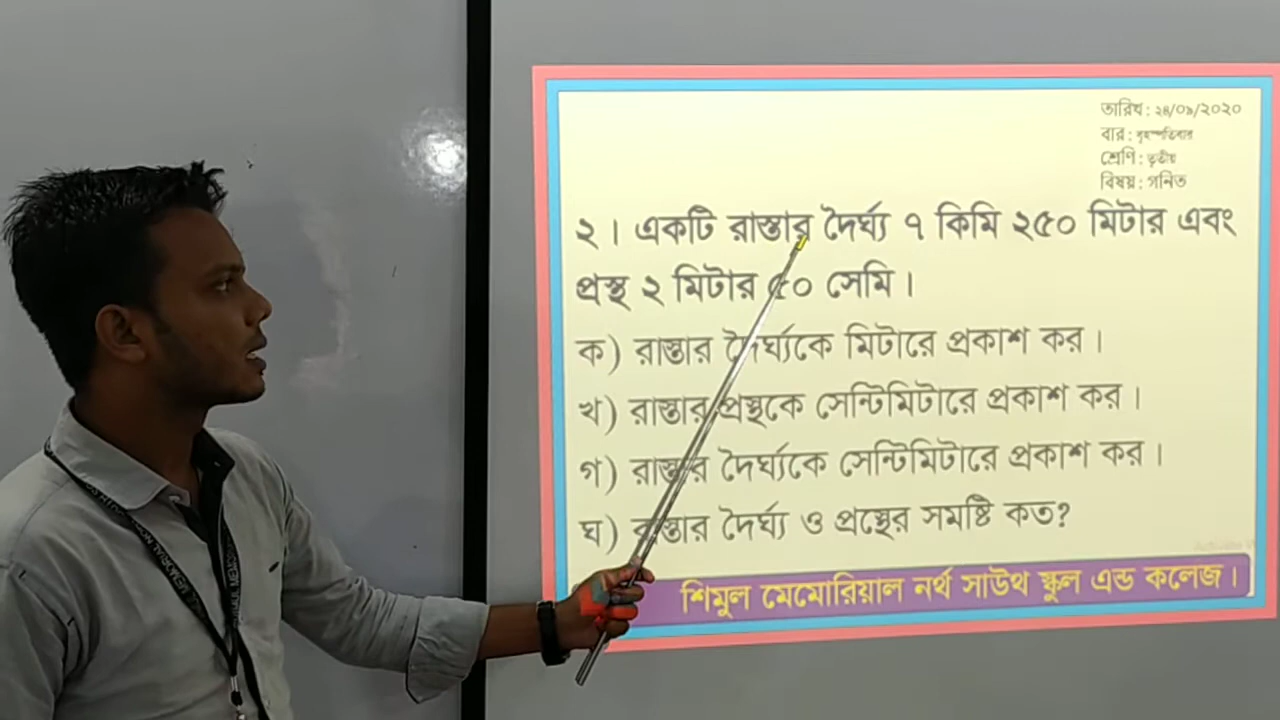 তারিখ : ২৪/০৯/২০২০
বার : বৃহস্পতিবার
শ্রেণি : তৃতীয়
বিষয় : গনিত
২। একটি রাস্তার দৈর্ঘ্য ৭ কিমি ২৫০ মিটার এবং
প্রস্থ ২ মিটার ৫০ সেমি।
ক) রাস্তার দৈর্ঘ্যকে মিটারে প্রকাশ কর।
খ) রাস্তার প্রস্থকে সেন্টিমিটারে প্রকাশ কর।
গ) রাস্তার দৈর্ঘ্যকে সেন্টিমিটারে প্রকাশ কর।
ঘ) রাস্তার দৈর্ঘ্য ও প্রস্থের সমষ্টি কত?
শিমুল মেমোরিয়াল নর্থ সাউথ স্কুল এন্ড কলেজ।